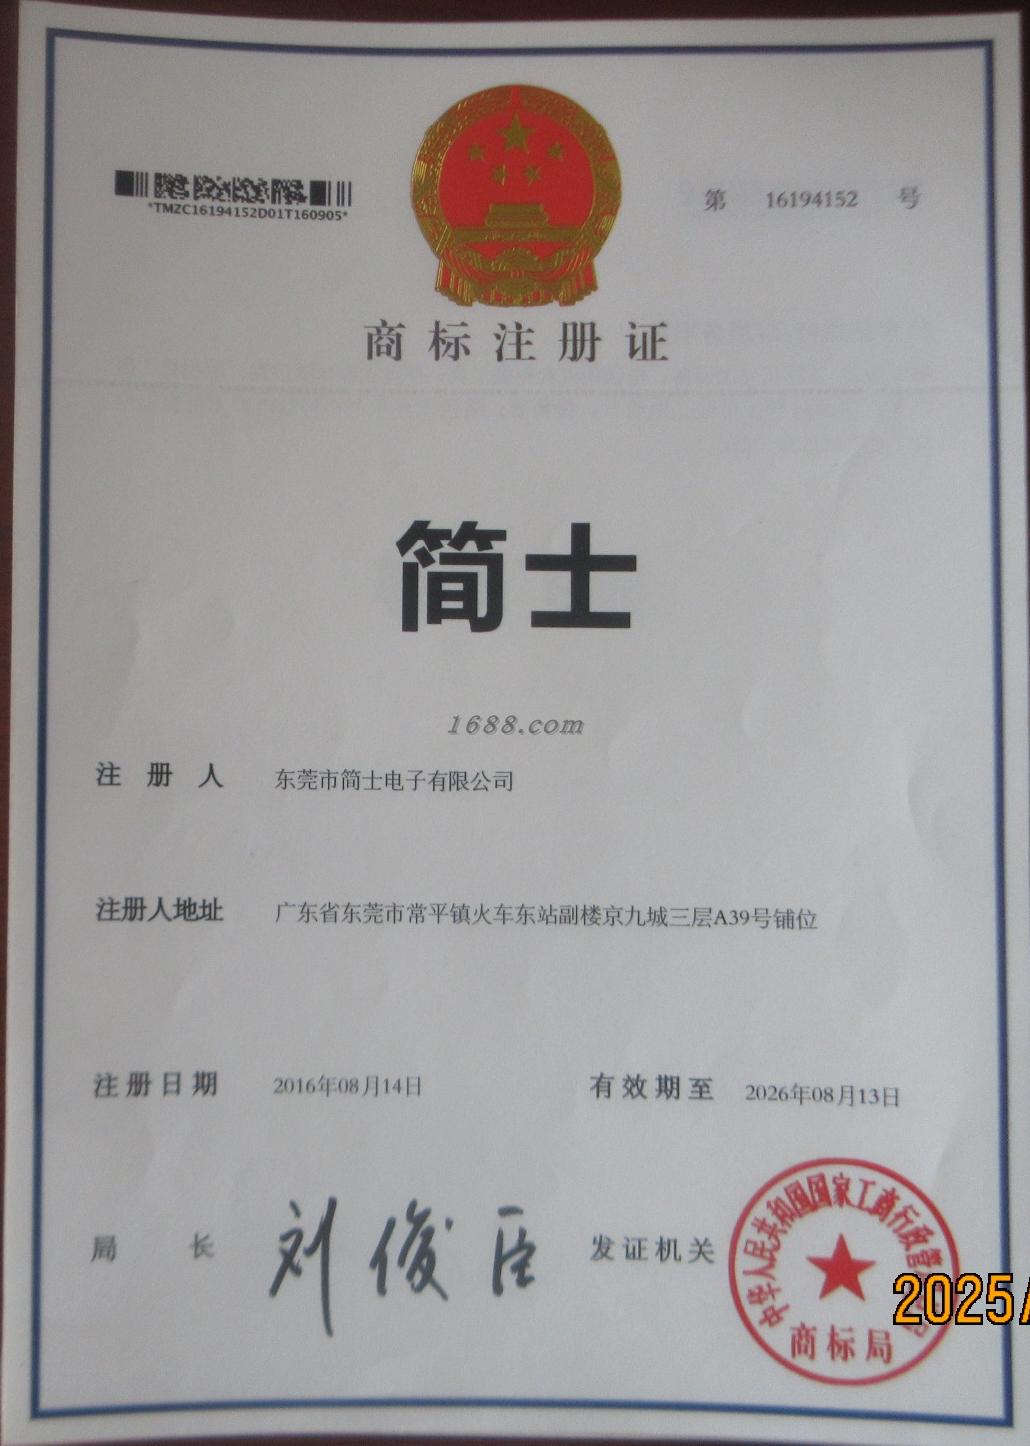 *TMZC16194152D01T160905*
第 16194152 号
商标注册证
简士
1688.com
注册人 东莞市简士电子有限公司
注册人地址 广东省东莞市常平镇火车东站副楼京九城三层A39号铺位
注册日期 2016年08月14日 有效期至 2026年08月13日
局长 刘俊臣 发证机关
中华人民共和国国家工商行政管
商标局
2025/